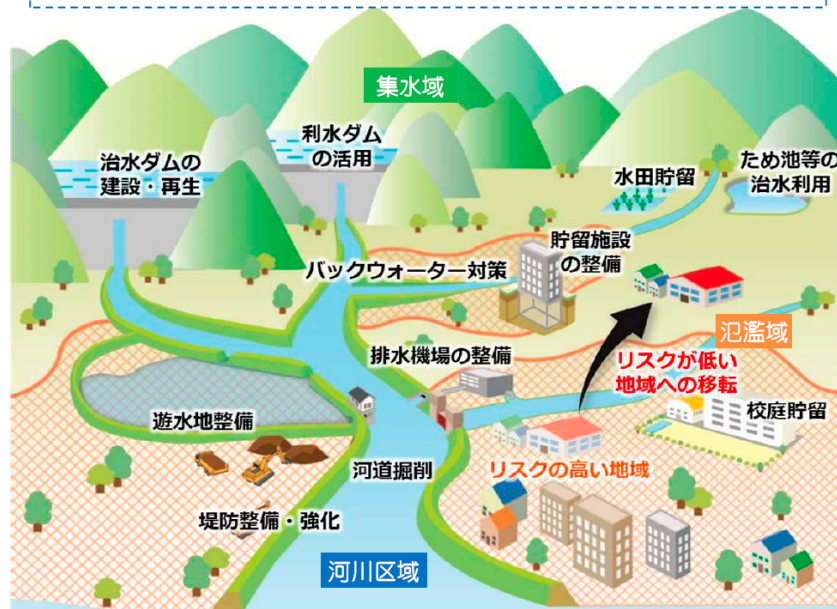 集水域
治水ダムの
建設・再生
利水ダム
の活用
水田貯留
ため池等の
治水利用
バックウォーター対策
貯留施設
の整備
氾濫域
排水機場の整備
リスクが低い
地域への移転
遊水地整備
校庭貯留
河道掘削
リスクの高い地域
堤防整備・強化
河川区域